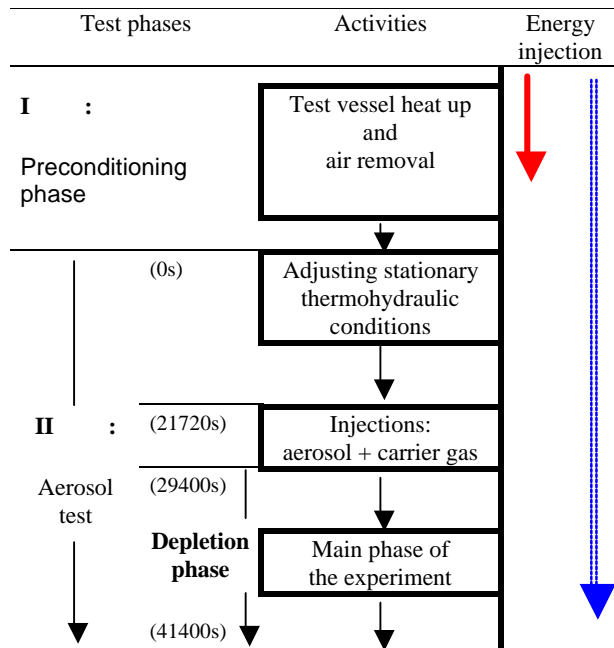 Test phases
Activities
Energy
injection
I :
Preconditioning
phase
Test vessel heat up
and
air removal
(0s)
Adjusting stationary
thermohydraulic
conditions
II :
(21720s)
Injections:
aerosol + carrier gas
Aerosol
test
(29400s)
Depletion
phase
Main phase of
the experiment
(41400s)